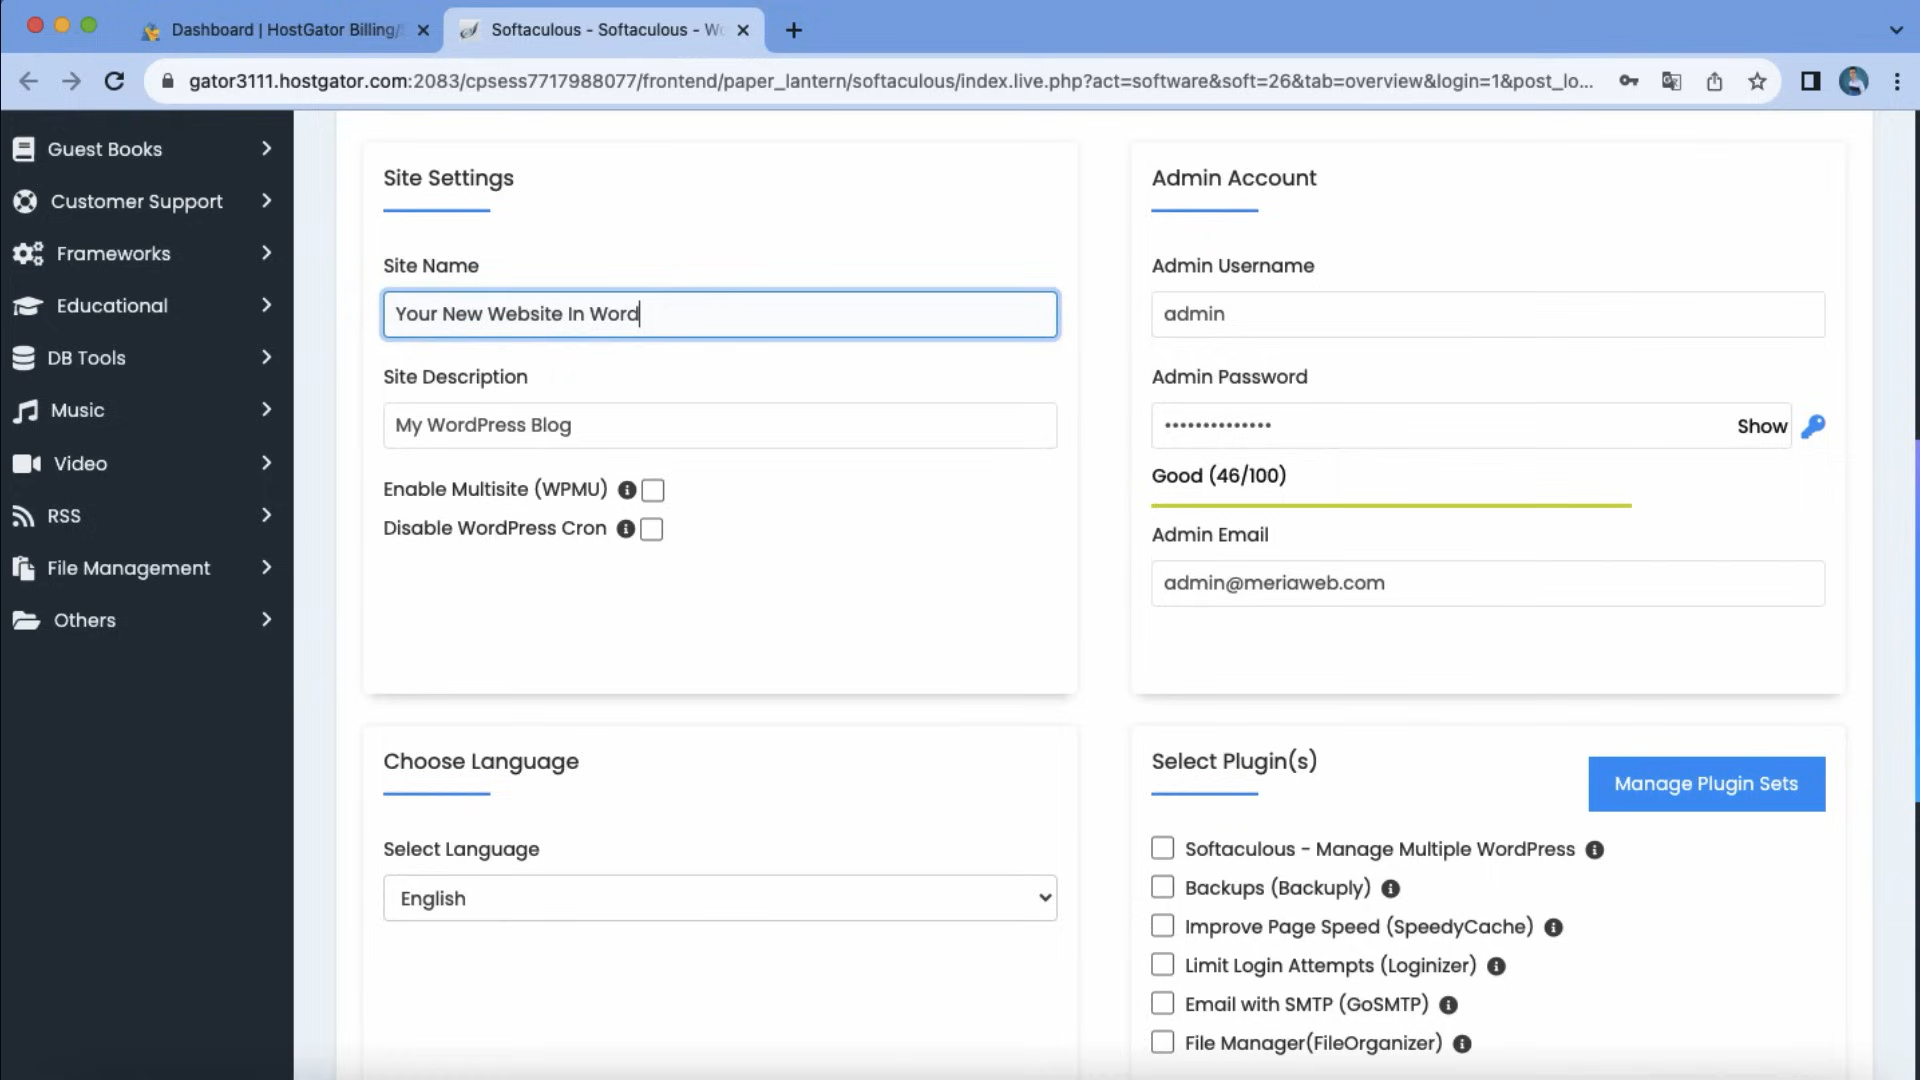 Dashboard | HostGator Billing/
Softaculous - Softaculous - Wo
gator3111.hostgator.com:2083/cpsess7717988077/frontend/paper_lantern/softaculous/index.live.php?act=software&soft=26&tab=overview&login=1&post_lo...
Guest Books
Customer Support
Frameworks
Educational
DB Tools
Music
Video
RSS
File Management
Others
Site Settings
Site Name
Your New Website In Word
Site Description
My WordPress Blog
Enable Multisite (WPMU)
Disable WordPress Cron
Admin Account
Admin Username
admin
Admin Password
••••••••••••••
Show
Good (46/100)
Admin Email
admin@meriaweb.com
Choose Language
Select Language
English
Select Plugin(s)
Manage Plugin Sets
Softaculous - Manage Multiple WordPress
Backups (Backuply)
Improve Page Speed (SpeedyCache)
Limit Login Attempts (Loginizer)
Email with SMTP (GoSMTP)
File Manager(FileOrganizer)